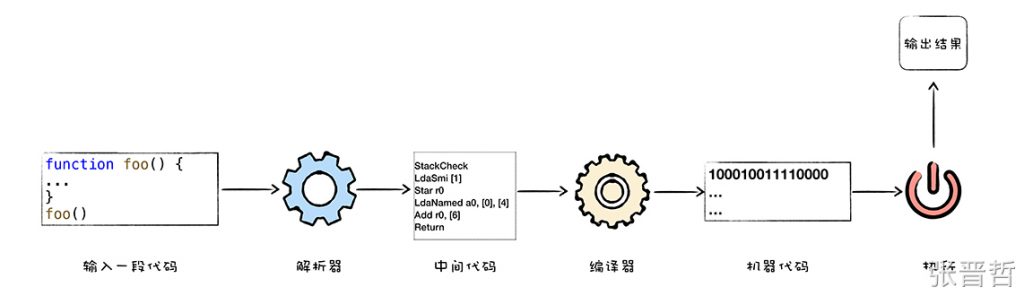 输出结果
function foo() {
...
}
foo()
StackCheck
LdaSmi [1]
Star r0
LdaNamed a0, [0], [4]
Add r0, [6]
Return
100010011110000
...
...
输入一段代码
解析器
中间代码
编译器
机器代码
张晋哲